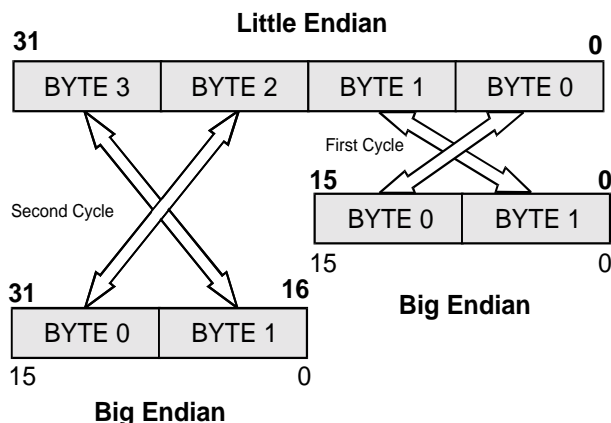 Little Endian
31 0
BYTE 3 BYTE 2 BYTE 1 BYTE 0
First Cycle
15 0
BYTE 0 BYTE 1
15 0
Big Endian
Second Cycle
31 16
BYTE 0 BYTE 1
15 0
Big Endian